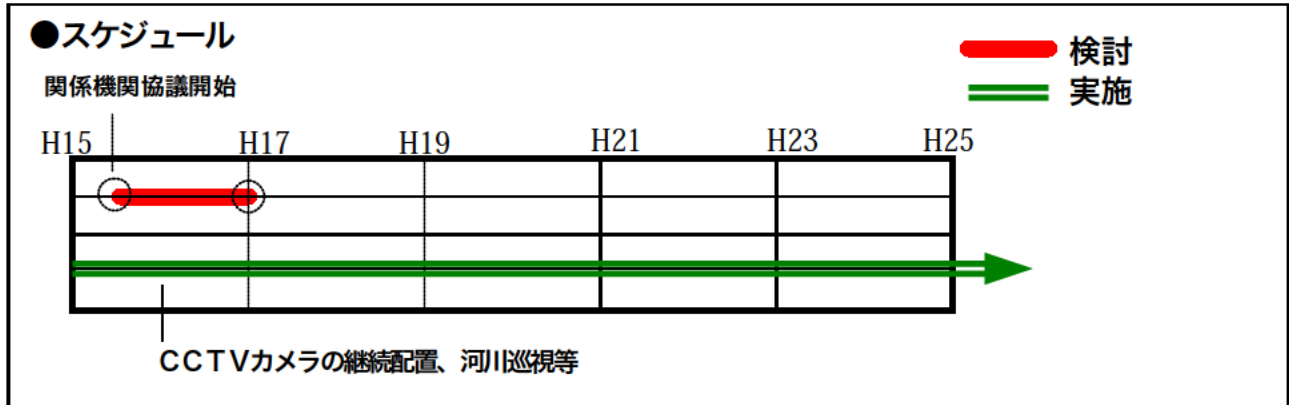 ●スケジュール
検討
関係機関協議開始
実施
H15 H17 H19 H21 H23 H25
CCTVカメラの継続配置、河川巡視等